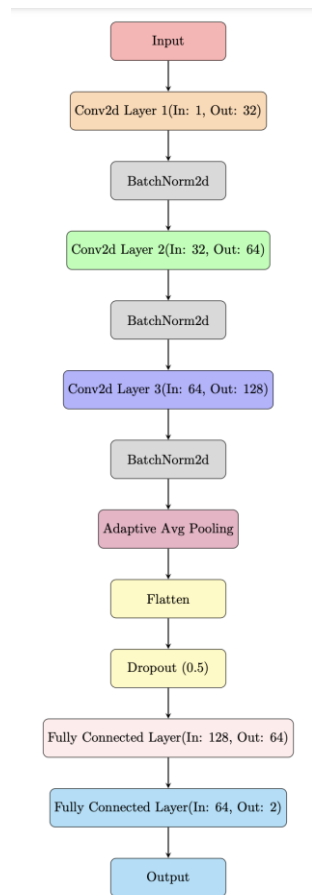 Input
Conv2d Layer 1(In: 1, Out: 32)
BatchNorm2d
Conv2d Layer 2(In: 32, Out: 64)
BatchNorm2d
Conv2d Layer 3(In: 64, Out: 128)
BatchNorm2d
Adaptive Avg Pooling
Flatten
Dropout (0.5)
Fully Connected Layer(In: 128, Out: 64)
Fully Connected Layer(In: 64, Out: 2)
Output